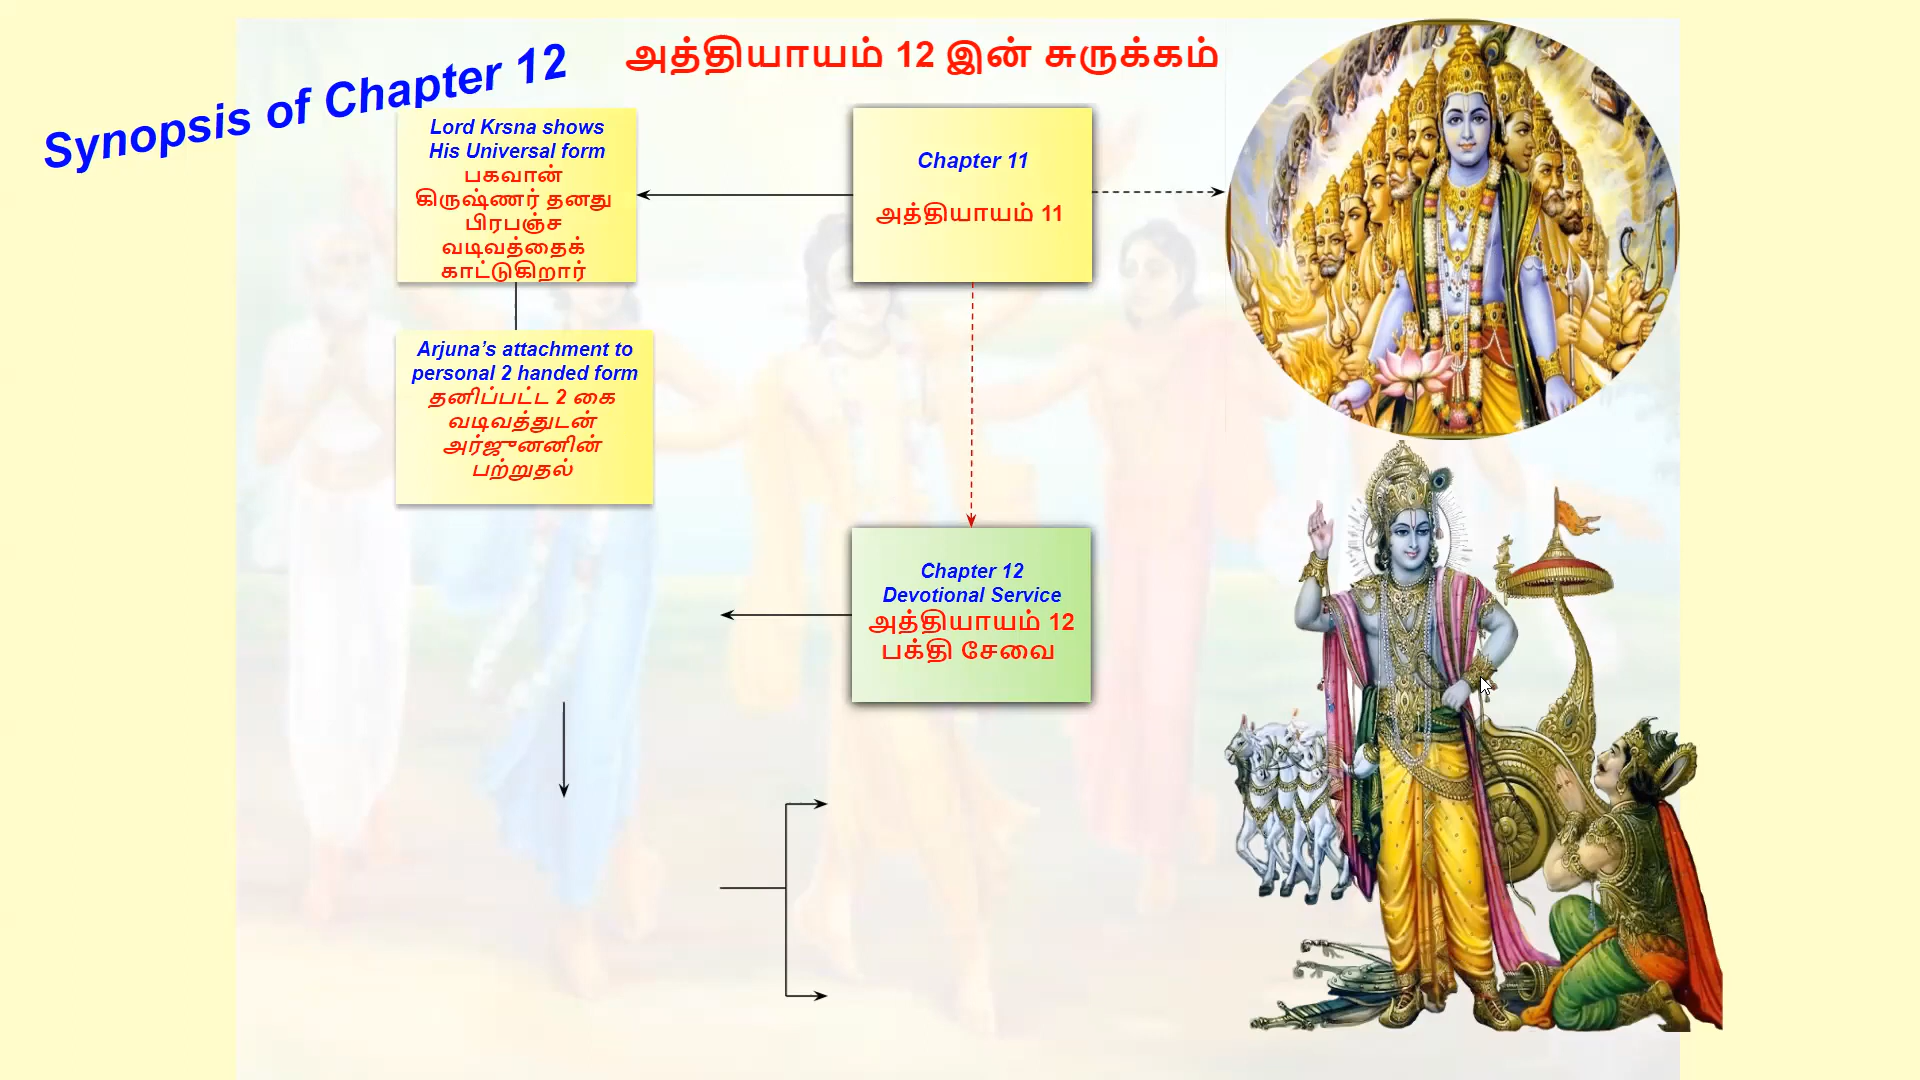 Synopsis of Chapter 12
அத்தியாயம் 12 இன் சுருக்கம்
Lord Krsna shows
His Universal form
பகவான்
கிருஷ்ணர் தனது
பிரபஞ்ச
வடிவத்தைக்
காட்டுகிறார்
Chapter 11
அத்தியாயம் 11
Arjuna’s attachment to
personal 2 handed form
தனிப்பட்ட 2 கை
வடிவத்துடன்
அர்ஜுனனின்
பற்றுதல்
Chapter 12
Devotional Service
அத்தியாயம் 12
பக்தி சேவை